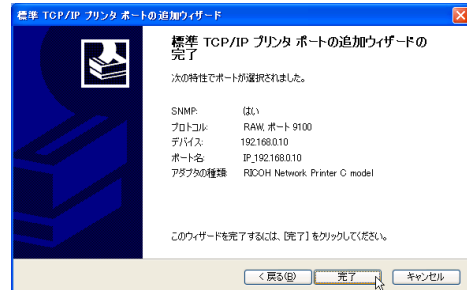 標準 TCP/IP プリンタ ポートの追加ウィザード
標準 TCP/IP プリンタ ポートの追加ウィザードの
完了
次の特性でポートが選択されました。
SNMP: はい
プロトコル: RAW, ポート 9100
デバイス: 192.168.0.10
ポート名: IP_192.168.0.10
アダプタの種類: RICOH Network Printer C model
このウィザードを完了するには、[完了] をクリックしてください。
< 戻る(B) 完了 キャンセル